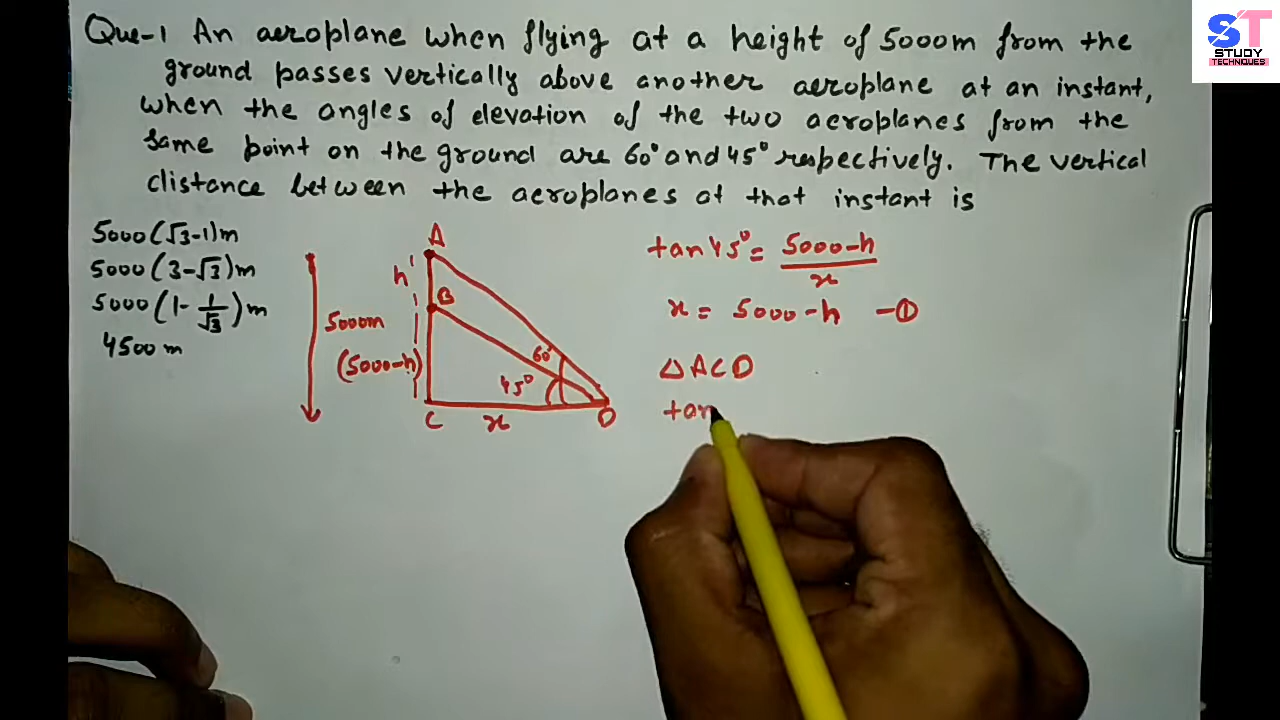 Que-1 An aeroplane when flying at a height of 5000m from the
ground passes vertically above another aeroplane at an instant,
when the angles of elevation of the two aeroplanes from the
same point on the ground are 60° and 45° respectively. The vertical
distance between the aeroplanes at that instant is
5000(√3-1)m
5000(3-√3)m
5000(1-1/√3)m
4500m
A
h
B
5000m
(5000-h)
60°
45°
C
x
D
tan45° = 5000-h/x
x = 5000-h -①
△ACD
tan
ST
STUDY
TECHNIQUES